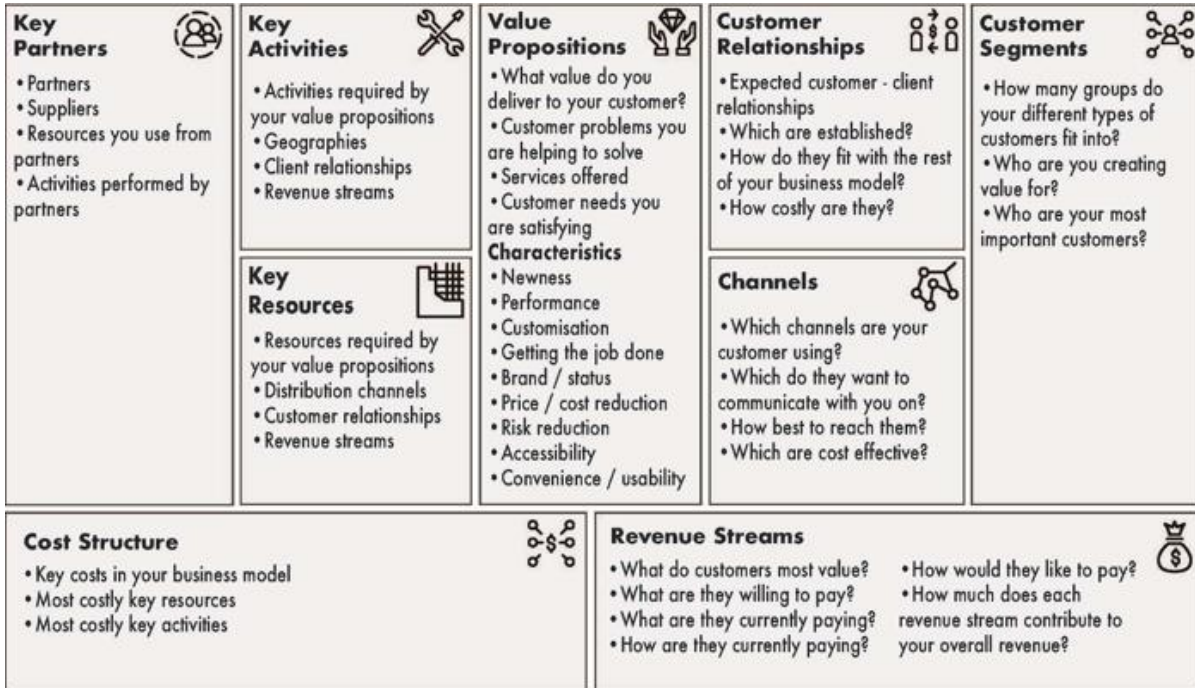 Key
Partners
• Partners
• Suppliers
• Resources you use from
partners
• Activities performed by
partners
Key
Activities
• Activities required by
your value propositions
• Geographies
• Client relationships
• Revenue streams
Key
Resources
• Resources required by
your value propositions
• Distribution channels
• Customer relationships
• Revenue streams
Value
Propositions
• What value do you
deliver to your customer?
• Customer problems you
are helping to solve
• Services offered
• Customer needs you
are satisfying
Characteristics
• Newness
• Performance
• Customisation
• Getting the job done
• Brand / status
• Price / cost reduction
• Risk reduction
• Accessibility
• Convenience / usability
Customer
Relationships
• Expected customer - client
relationships
• Which are established?
• How do they fit with the rest
of your business model?
• How costly are they?
Channels
• Which channels are your
customer using?
• Which do they want to
communicate with you on?
• How best to reach them?
• Which are cost effective?
Customer
Segments
• How many groups do
your different types of
customers fit into?
• Who are you creating
value for?
• Who are your most
important customers?
Cost Structure
• Key costs in your business model
• Most costly key resources
• Most costly key activities
Revenue Streams
• What do customers most value?
• What are they willing to pay?
• What are they currently paying?
• How are they currently paying?
• How would they like to pay?
• How much does each
revenue stream contribute to
your overall revenue?